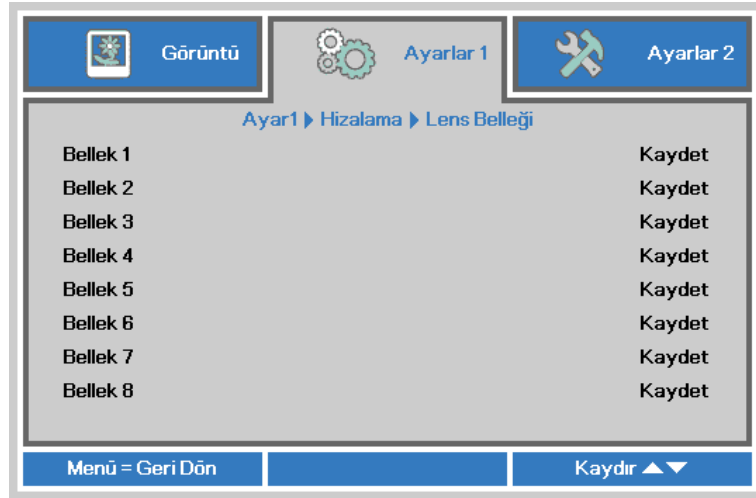 Görüntü Ayarlar 1 Ayarlar 2
Ayar1 ▶ Hizalama ▶ Lens Belleği
Bellek 1 Kaydet
Bellek 2 Kaydet
Bellek 3 Kaydet
Bellek 4 Kaydet
Bellek 5 Kaydet
Bellek 6 Kaydet
Bellek 7 Kaydet
Bellek 8 Kaydet
Menü = Geri Dön Kaydır ▲▼